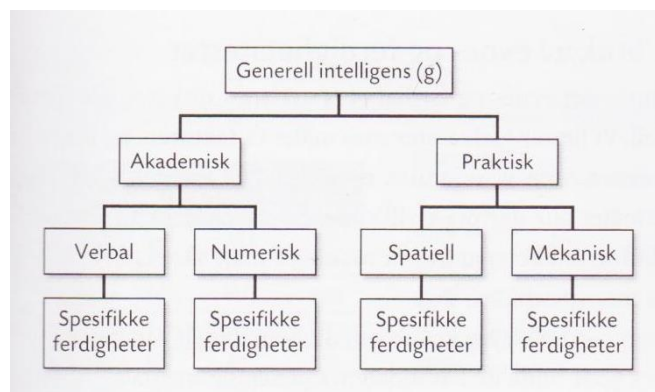 Generell intelligens (g)
Akademisk
Praktisk
Verbal
Numerisk
Spatiell
Mekanisk
Spesifikke
ferdigheter
Spesifikke
ferdigheter
Spesifikke
ferdigheter
Spesifikke
ferdigheter